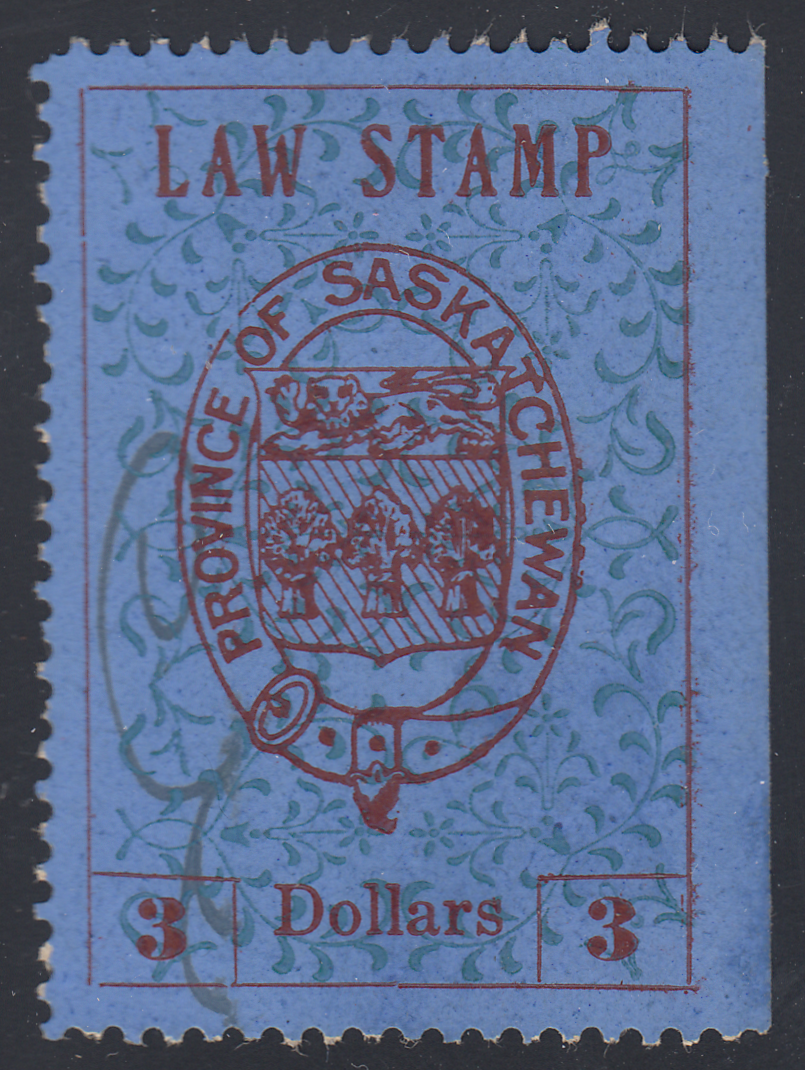 LAW STAMP
PROVINCE OF SASKATCHEWAN
3 Dollars 3